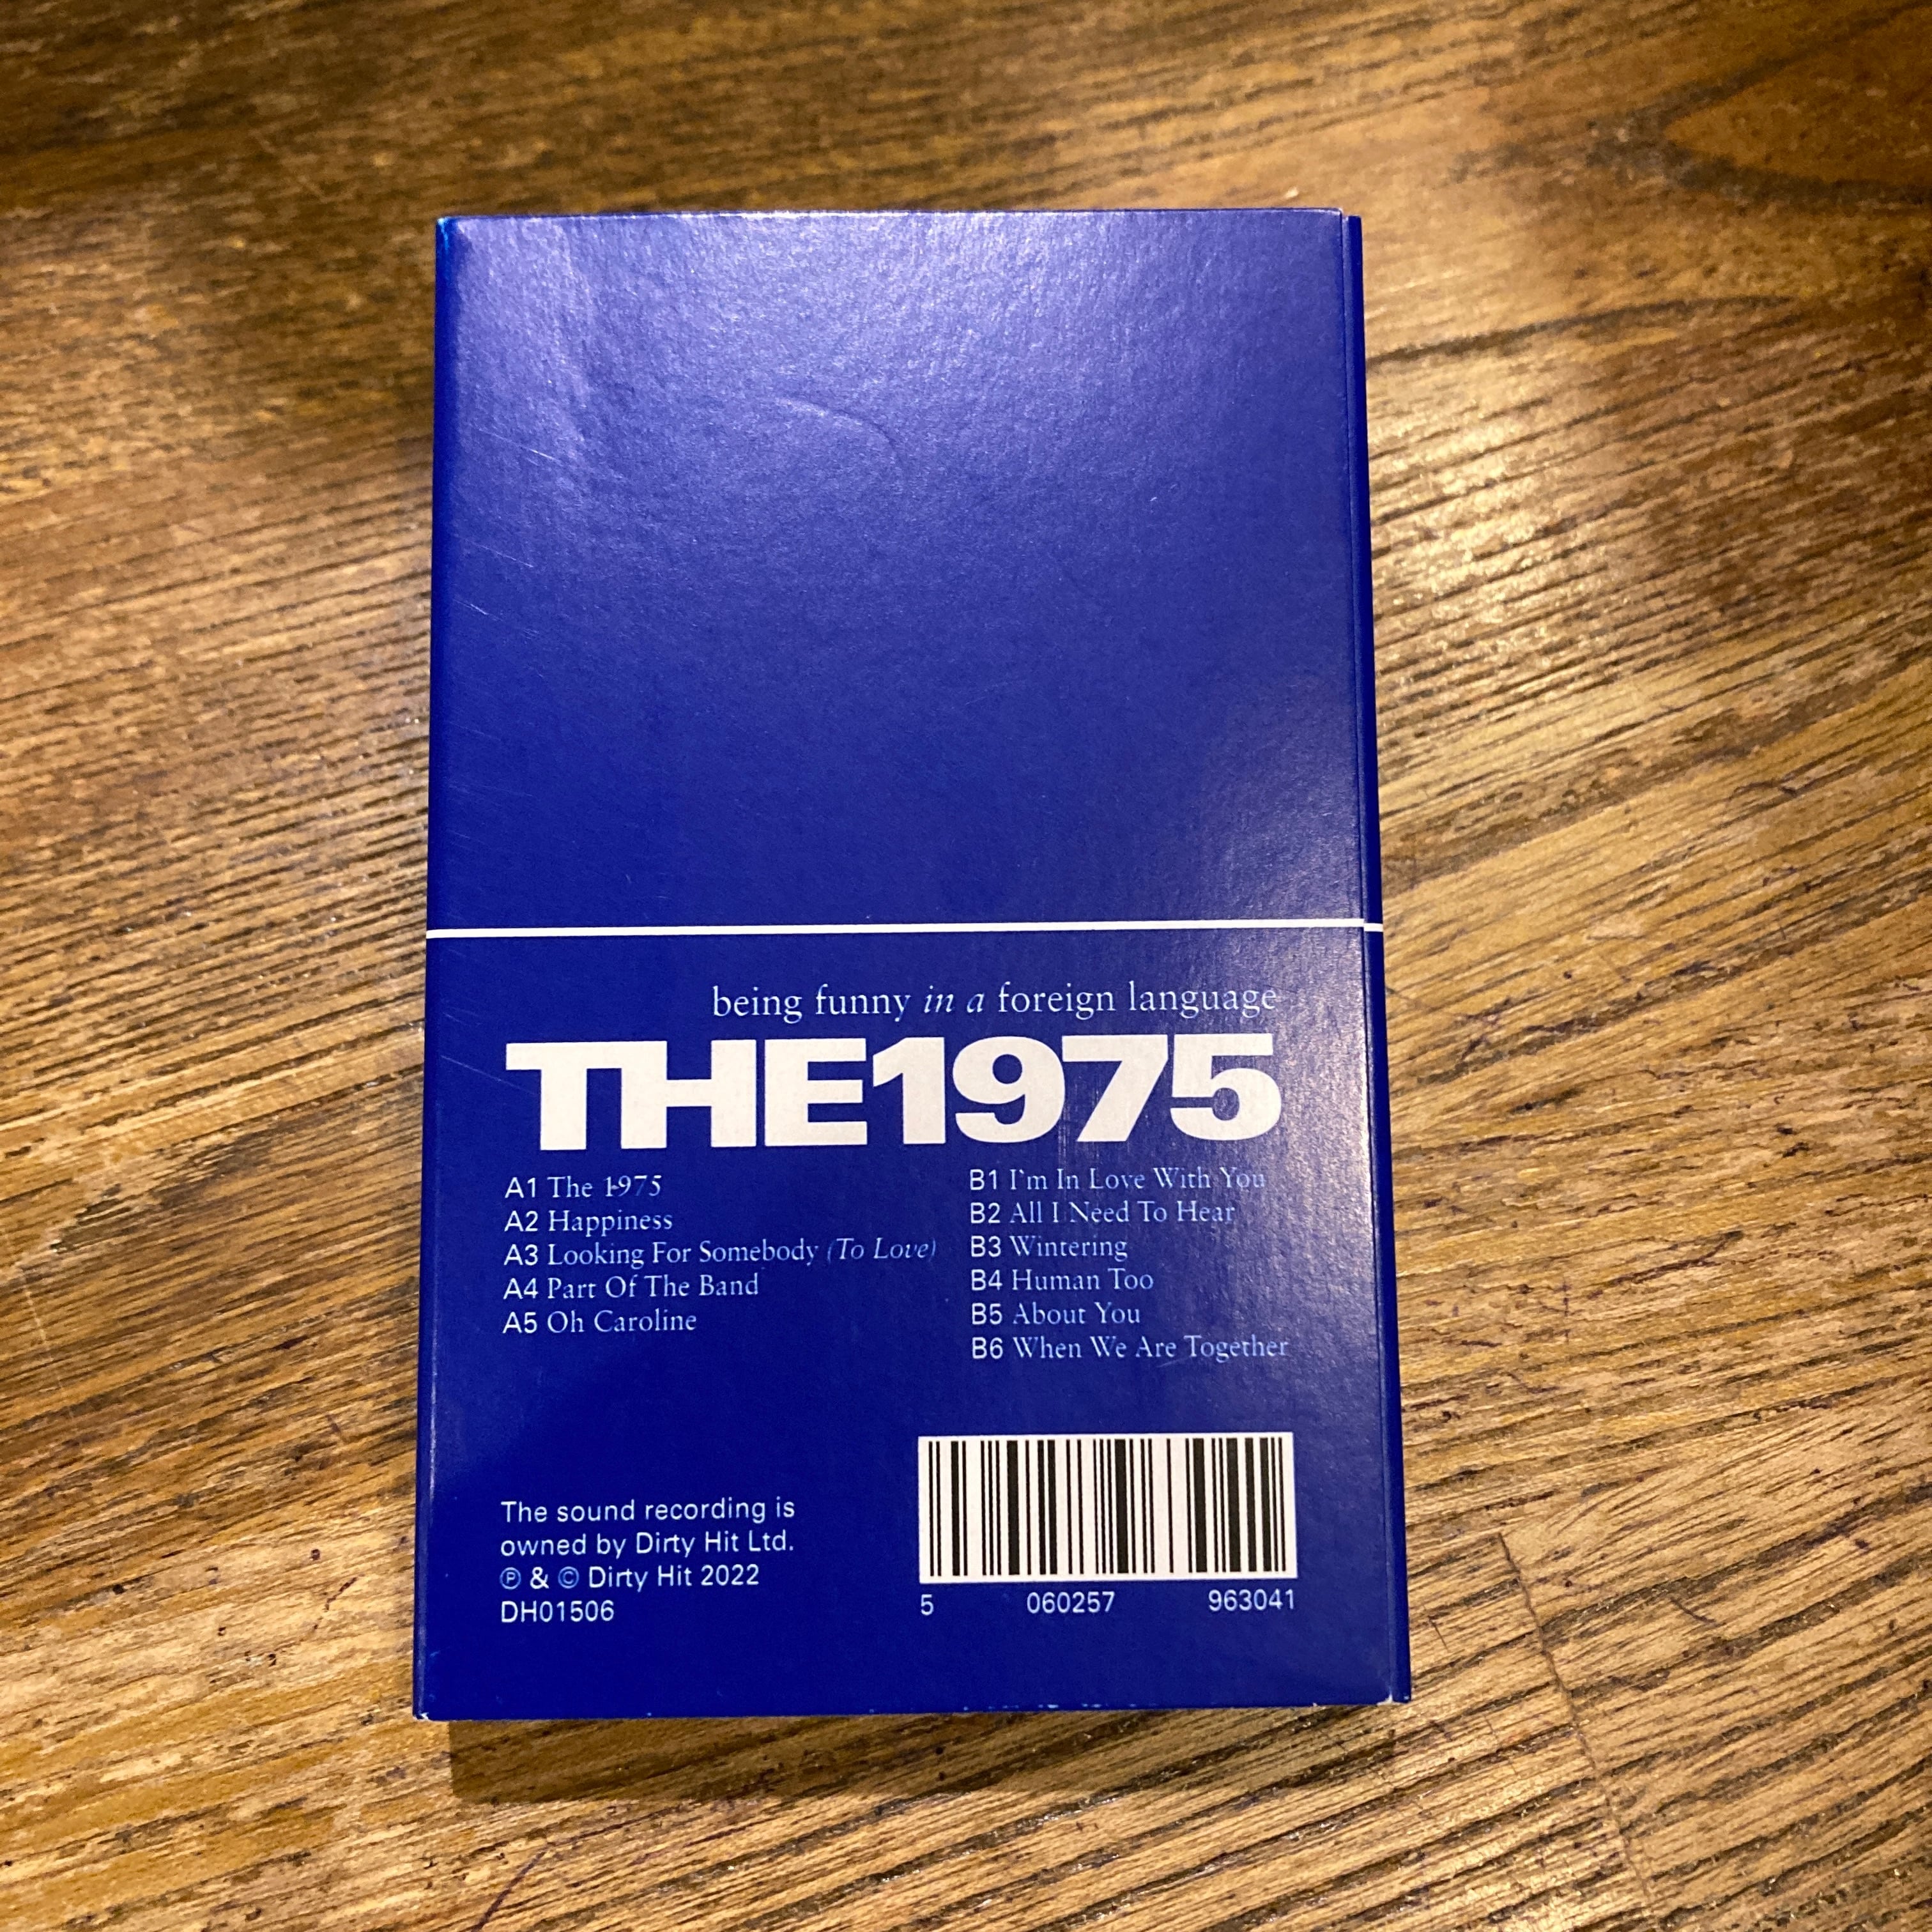 being funny in a foreign language
THE1975
A1 The 1975
A2 Happiness
A3 Looking For Somebody (To Love)
A4 Part Of The Band
A5 Oh Caroline
B1 I'm In Love With You
B2 All I Need To Hear
B3 Wintering
B4 Human Too
B5 About You
B6 When We Are Together
The sound recording is
owned by Dirty Hit Ltd.
℗ & © Dirty Hit 2022
DH01506
5 060257 963041